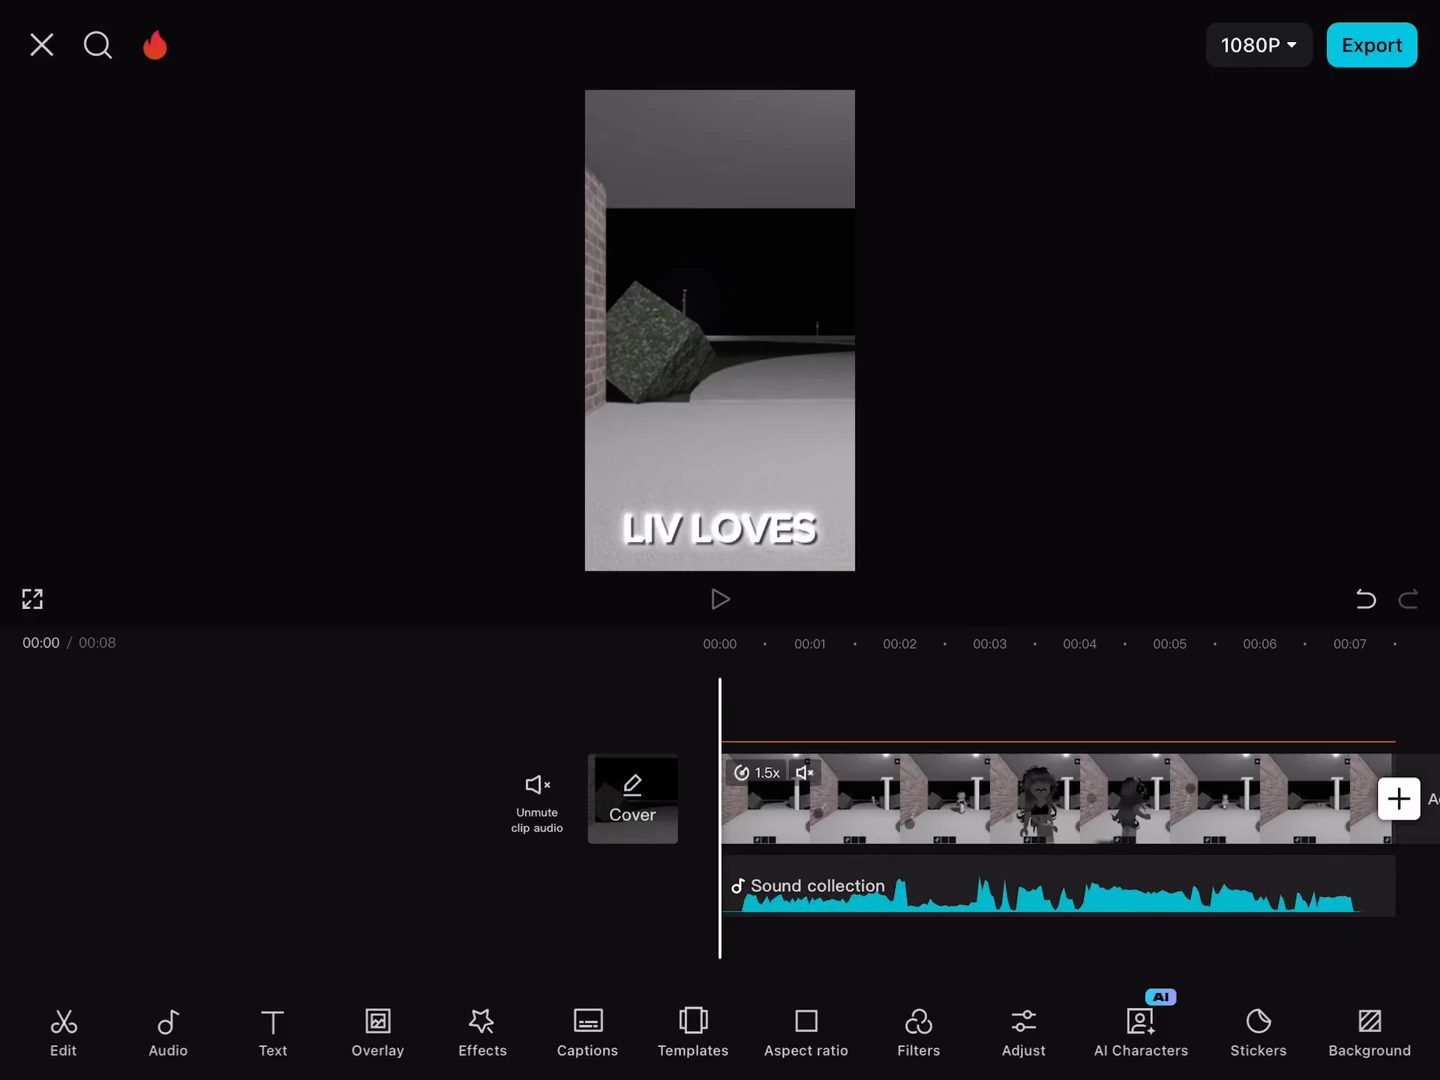 1080P
Export
LIV LOVES
00:00 / 00:08
00:00 00:01 00:02 00:03 00:04 00:05 00:06 00:07
1.5x
Unmute
clip audio
Cover
Sound collection
AI
Edit
Audio
Text
Overlay
Effects
Captions
Templates
Aspect ratio
Filters
Adjust
AI Characters
Stickers
Background